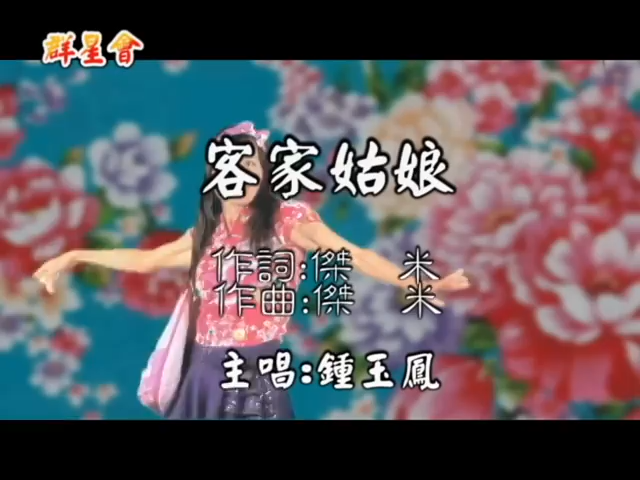 群星會
客家姑娘
作詞:傑 米
作曲:傑 米
主唱:鍾玉鳳